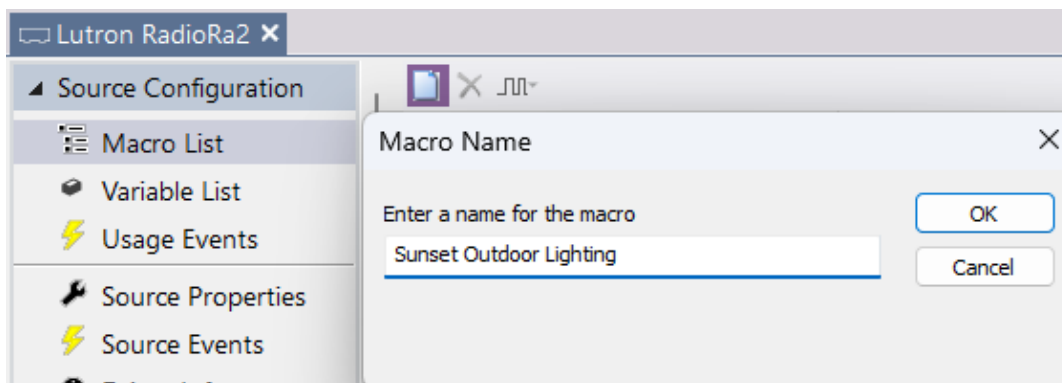 Lutron RadioRa2
Source Configuration
Macro List
Variable List
Usage Events
Source Properties
Source Events
Macro Name
Enter a name for the macro
Sunset Outdoor Lighting
OK
Cancel